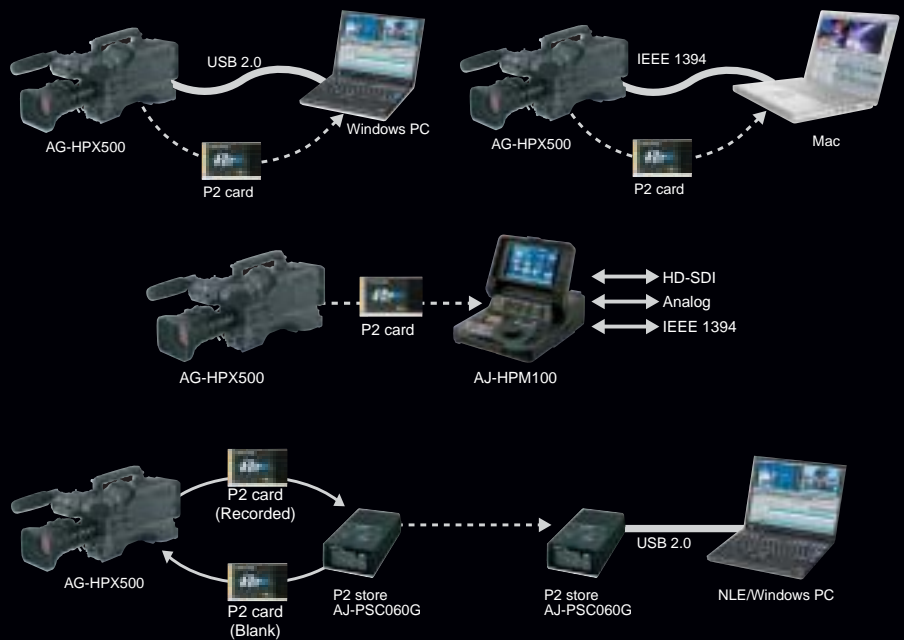 USB 2.0
Windows PC
AG-HPX500
P2 card
IEEE 1394
Mac
AG-HPX500
P2 card
HD-SDI
Analog
IEEE 1394
P2 card
AG-HPX500
AJ-HPM100
P2 card
(Recorded)
USB 2.0
AG-HPX500
P2 store
AJ-PSC060G
P2 store
AJ-PSC060G
NLE/Windows PC
P2 card
(Blank)